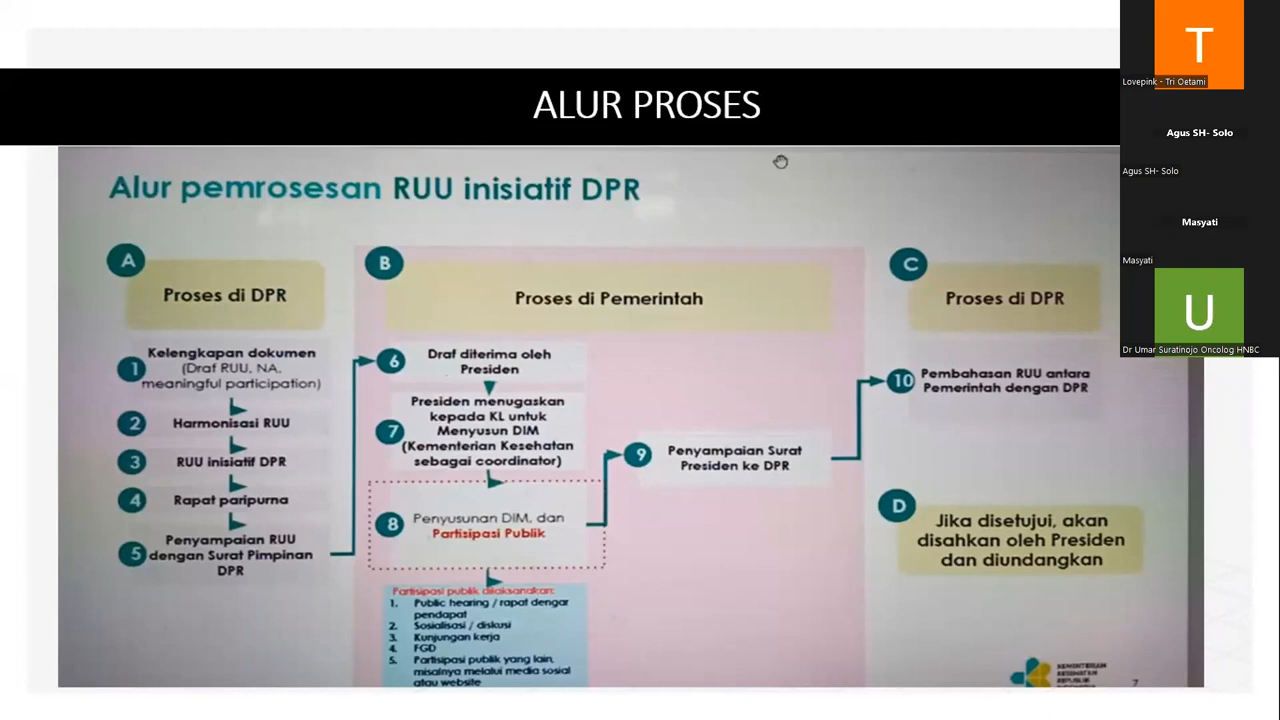 ALUR PROSES
Alur pemrosesan RUU inisiatif DPR
A
Proses di DPR
1
Kelengkapan dokumen
(Draf RUU, NA,
meaningful participation)
2
Harmonisasi RUU
3
RUU inisiatif DPR
4
Rapat paripurna
5
Penyampaian RUU
dengan Surat Pimpinan
DPR
B
Proses di Pemerintah
6
Draf diterima oleh
Presiden
7
Presiden menugaskan
kepada KL untuk
Menyusun DIM
(Kementerian Kesehatan
sebagai coordinator)
8
Penyusunan DIM, dan
Partisipasi Publik
Partisipasi publik dilaksanakan:
1. Public hearing / rapat dengar
pendapat
2. Sosialisasi / diskusi
3. Kunjungan kerja
4. FGD
5. Partisipasi publik yang lain,
misalnya melalui media sosial
atau website
9
Penyampaian Surat
Presiden ke DPR
C
Proses di DPR
10
Pembahasan RUU antara
Pemerintah dengan DPR
D
Jika disetujui, akan
disahkan oleh Presiden
dan diundangkan
KEMENTERIAN
KESEHATAN
REPUBLIK
INDONESIA
7
T
Lovepink - Tri Oetami
Agus SH- Solo
Agus SH- Solo
Masyati
Masyati
U
Dr Umar Suratinojo Oncolog HNBC